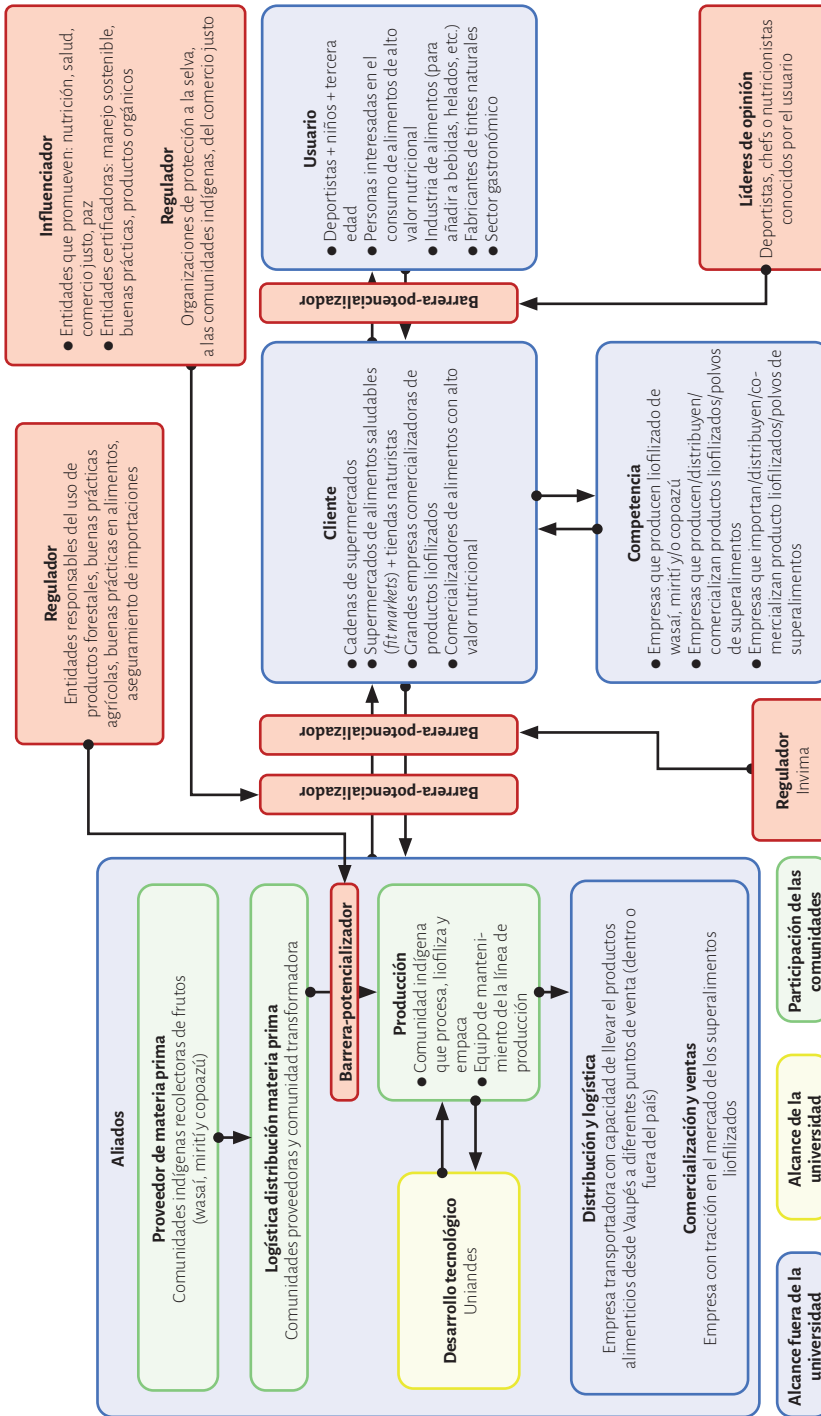 Aliados
Proveedor de materia prima
Comunidades indígenas recolectoras de frutos
(wasaí, mirití y copoazú)
Logística distribución materia prima
Comunidades proveedoras y comunidad transformadora
Barrera-potencializador
Desarrollo tecnológico
Uniandes
Producción
● Comunidad indígena
que procesa, liofiliza y
empaca
● Equipo de manteni-
miento de la línea de
producción
Distribución y logística
Empresa transportadora con capacidad de llevar el productos
alimenticios desde Vaupés a diferentes puntos de venta (dentro o
fuera del país)
Comercialización y ventas
Empresa con tracción en el mercado de los superalimentos
liofilizados
Regulador
Entidades responsables del uso de
productos forestales, buenas prácticas
agrícolas, buenas prácticas en alimentos,
aseguramiento de importaciones
Barrera-potencializador
Barrera-potencializador
Regulador
Invima
Cliente
● Cadenas de supermercados
● Supermercados de alimentos saludables
(fit markets) + tiendas naturistas
● Grandes empresas comercializadoras de
productos liofilizados
● Comercializadores de alimentos con alto
valor nutricional
Competencia
● Empresas que producen liofilizado de
wasaí, mirití y/o copoazú
● Empresas que producen/distribuyen/
comercializan productos liofilizados/polvos
de superalimentos
● Empresas que importan/distribuyen/co-
mercializan producto liofilizados/polvos de
superalimentos
Influenciador
● Entidades que promueven: nutrición, salud,
comercio justo, paz
● Entidades certificadoras: manejo sostenible,
buenas prácticas, productos orgánicos
Regulador
Organizaciones de protección a la selva,
a las comunidades indígenas, del comercio justo
Barrera-potencializador
Usuario
● Deportistas + niños + tercera
edad
● Personas interesadas en el
consumo de alimentos de alto
valor nutricional
● Industria de alimentos (para
añadir a bebidas, helados, etc.)
● Fabricantes de tintes naturales
● Sector gastronómico
Líderes de opinión
● Deportistas, chefs o nutricionistas
conocidos por el usuario
Alcance fuera de la
universidad
Alcance de la
universidad
Participación de las
comunidades